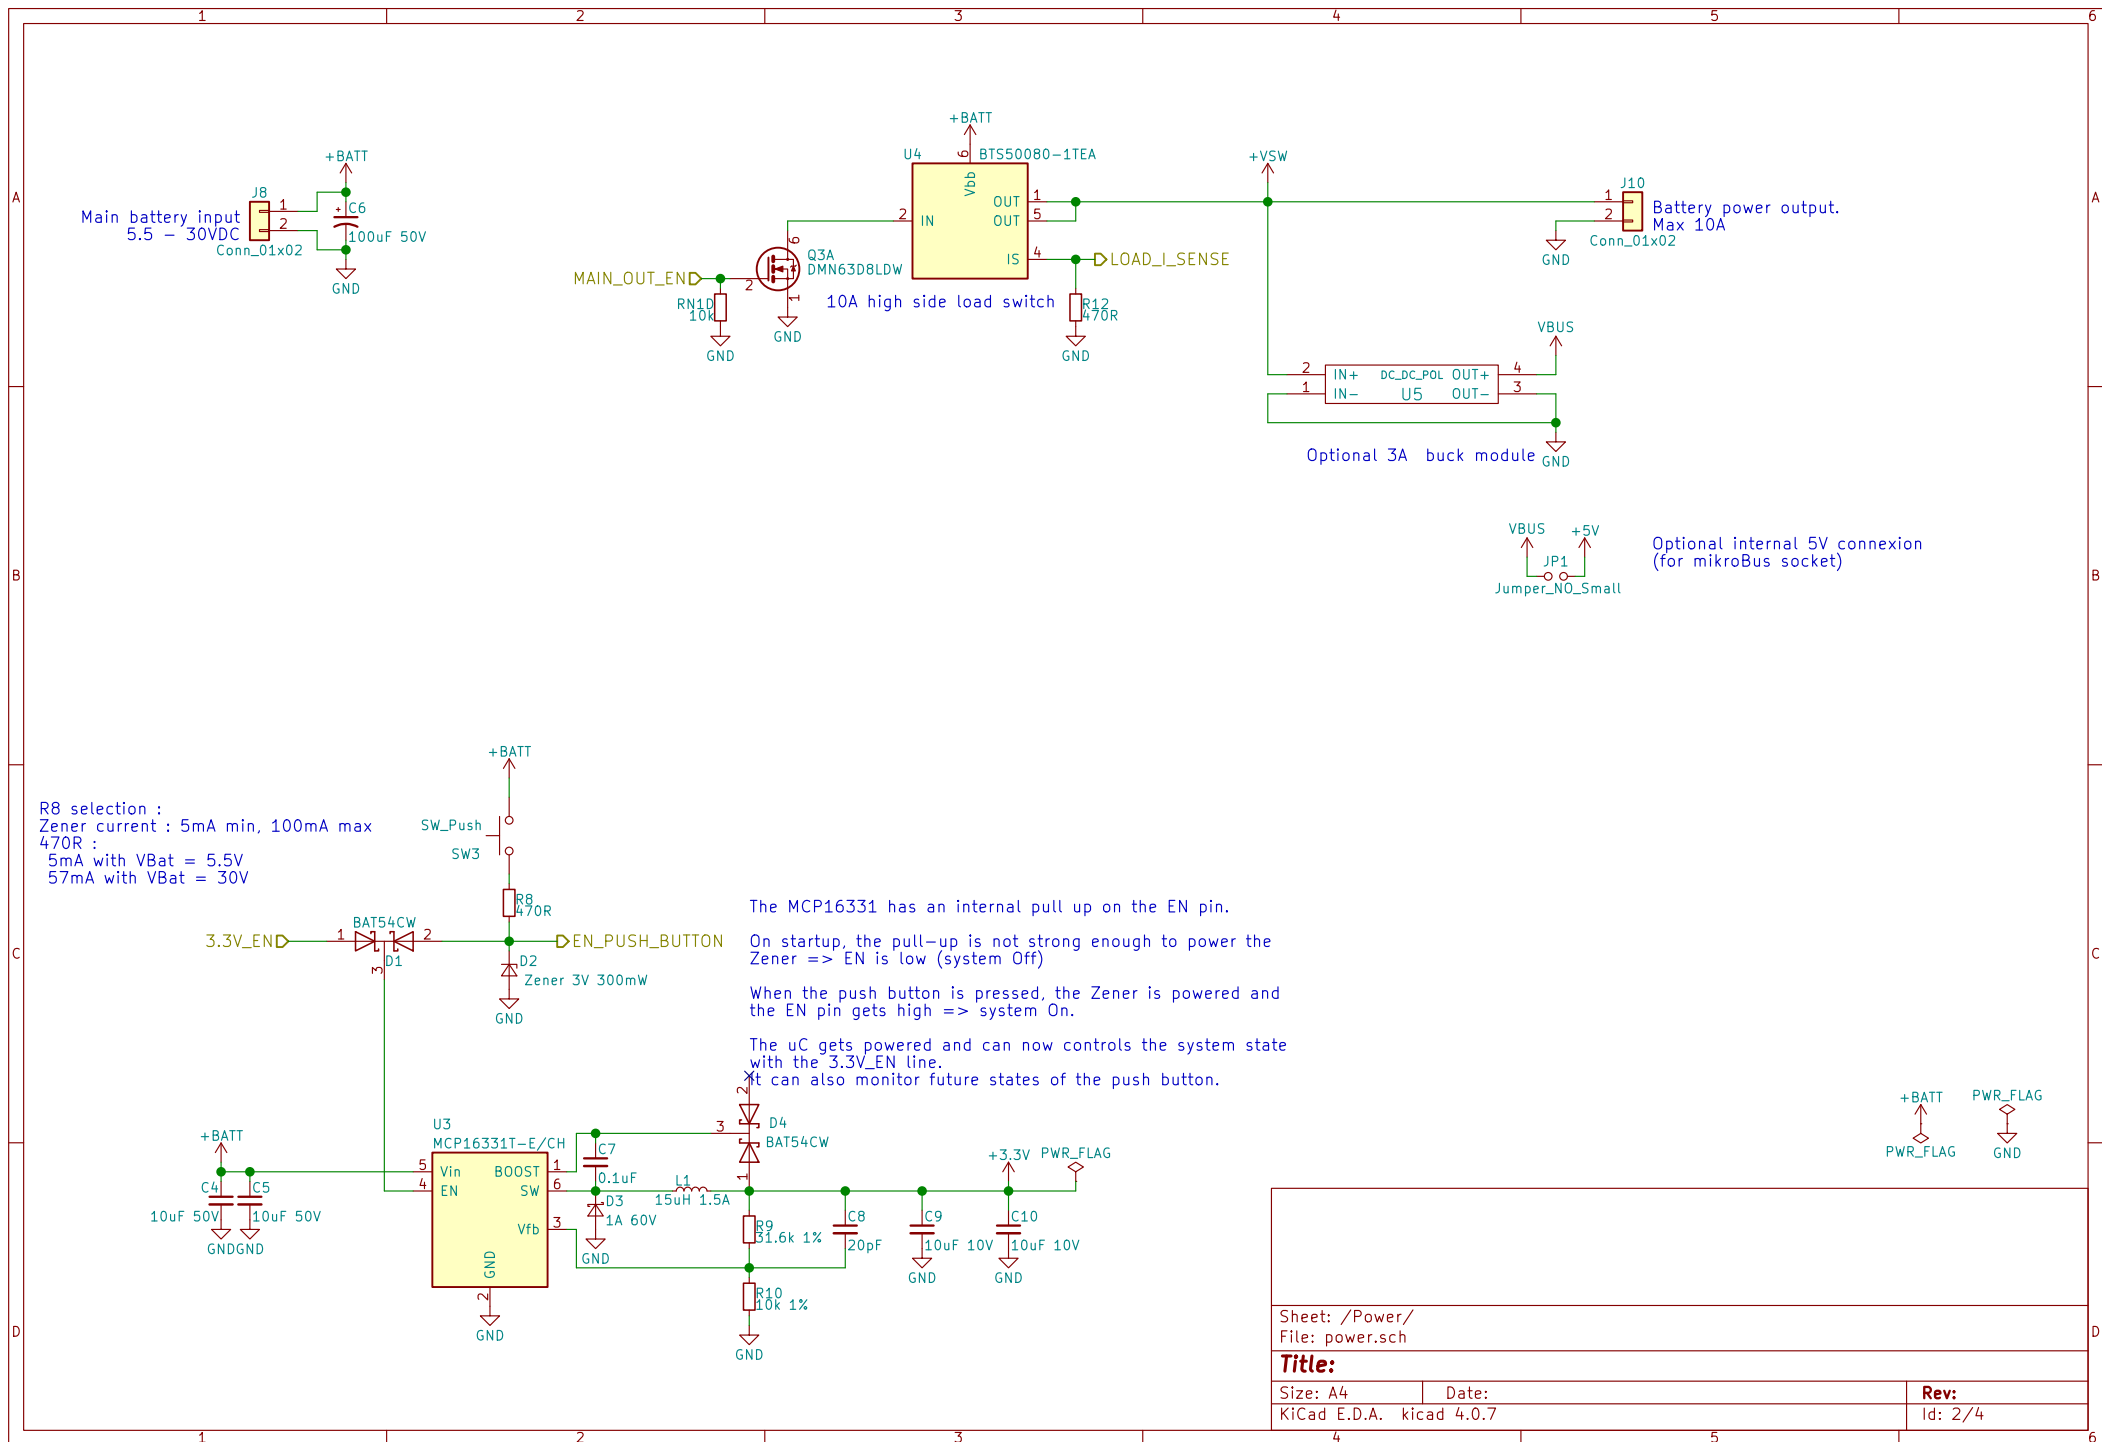 1 2 3 4 5 6
A
A
B
B
C
C
D
D
+BATT
J8
1
2
Conn_01x02
Main battery input
5.5 - 30VDC
C6
100uF 50V
GND
MAIN_OUT_EN
RN1D
10k
GND
2
6
1
Q3A
DMN63D8LDW
GND
+BATT
6
U4
BTS50080-1TEA
Vbb
2
IN
OUT
1
OUT
5
IS
4
10A high side load switch
LOAD_I_SENSE
R12
470R
GND
+VSW
J10
1
2
Conn_01x02
GND
Battery power output.
Max 10A
VBUS
2
IN+
DC_DC_POL
OUT+
4
1
IN-
U5
OUT-
3
Optional 3A  buck module
GND
VBUS
+5V
JP1
Jumper_NO_Small
Optional internal 5V connexion
(for mikroBus socket)
+BATT
SW_Push
SW3
R8
470R
R8 selection :
Zener current : 5mA min, 100mA max
470R :
5mA with VBat = 5.5V
57mA with VBat = 30V
3.3V_EN
BAT54CW
1
2
3
D1
EN_PUSH_BUTTON
D2
Zener 3V 300mW
GND
The MCP16331 has an internal pull up on the EN pin.
On startup, the pull-up is not strong enough to power the
Zener => EN is low (system Off)
When the push button is pressed, the Zener is powered and
the EN pin gets high => system On.
The uC gets powered and can now controls the system state
with the 3.3V_EN line.
It can also monitor future states of the push button.
+BATT
C4
10uF 50V
C5
10uF 50V
GND
GND
U3
MCP16331T-E/CH
5
Vin
BOOST
1
4
EN
SW
6
Vfb
3
GND
2
GND
C7
0.1uF
D3
1A 60V
GND
L1
15uH 1.5A
2
3
1
D4
BAT54CW
R9
31.6k 1%
R10
10k 1%
GND
C8
20pF
C9
10uF 10V
GND
+3.3V
C10
10uF 10V
GND
PWR_FLAG
+BATT
PWR_FLAG
PWR_FLAG
GND
Sheet: /Power/
File: power.sch
Title:
Size: A4
Date:
Rev:
KiCad E.D.A.  kicad 4.0.7
Id: 2/4
1 2 3 4 5 6